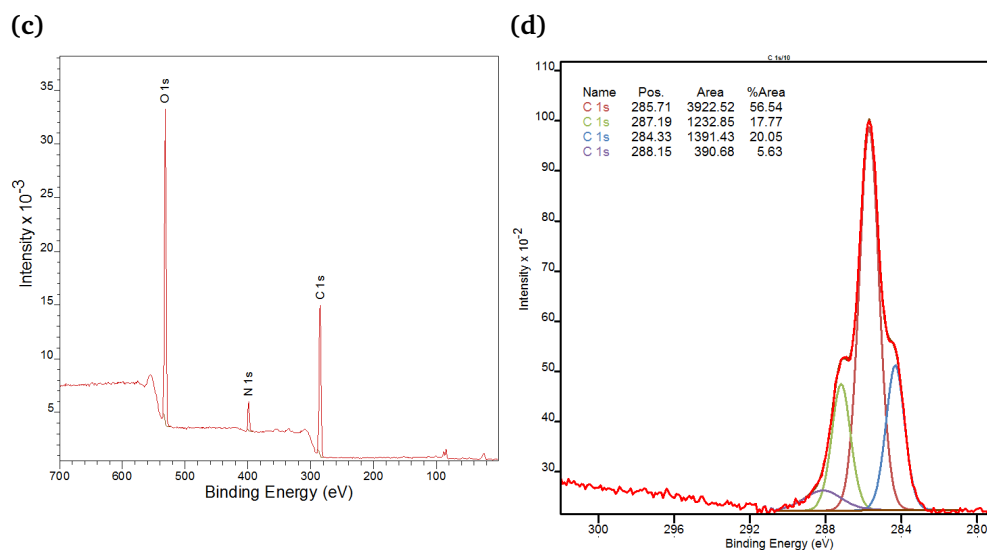 (c)
(d)
35
30
25
20
15
10
5
Intensity x 10⁻³
O 1s
N 1s
C 1s
700 600 500 400 300 200 100
Binding Energy (eV)
C 1s/10
110
100
90
80
70
60
50
40
30
Intensity x 10⁻²
Name Pos. Area %Area
C 1s 285.71 3922.52 56.54
C 1s 287.19 1232.85 17.77
C 1s 284.33 1391.43 20.05
C 1s 288.15 390.68 5.63
300 296 292 288 284 280
Binding Energy (eV)